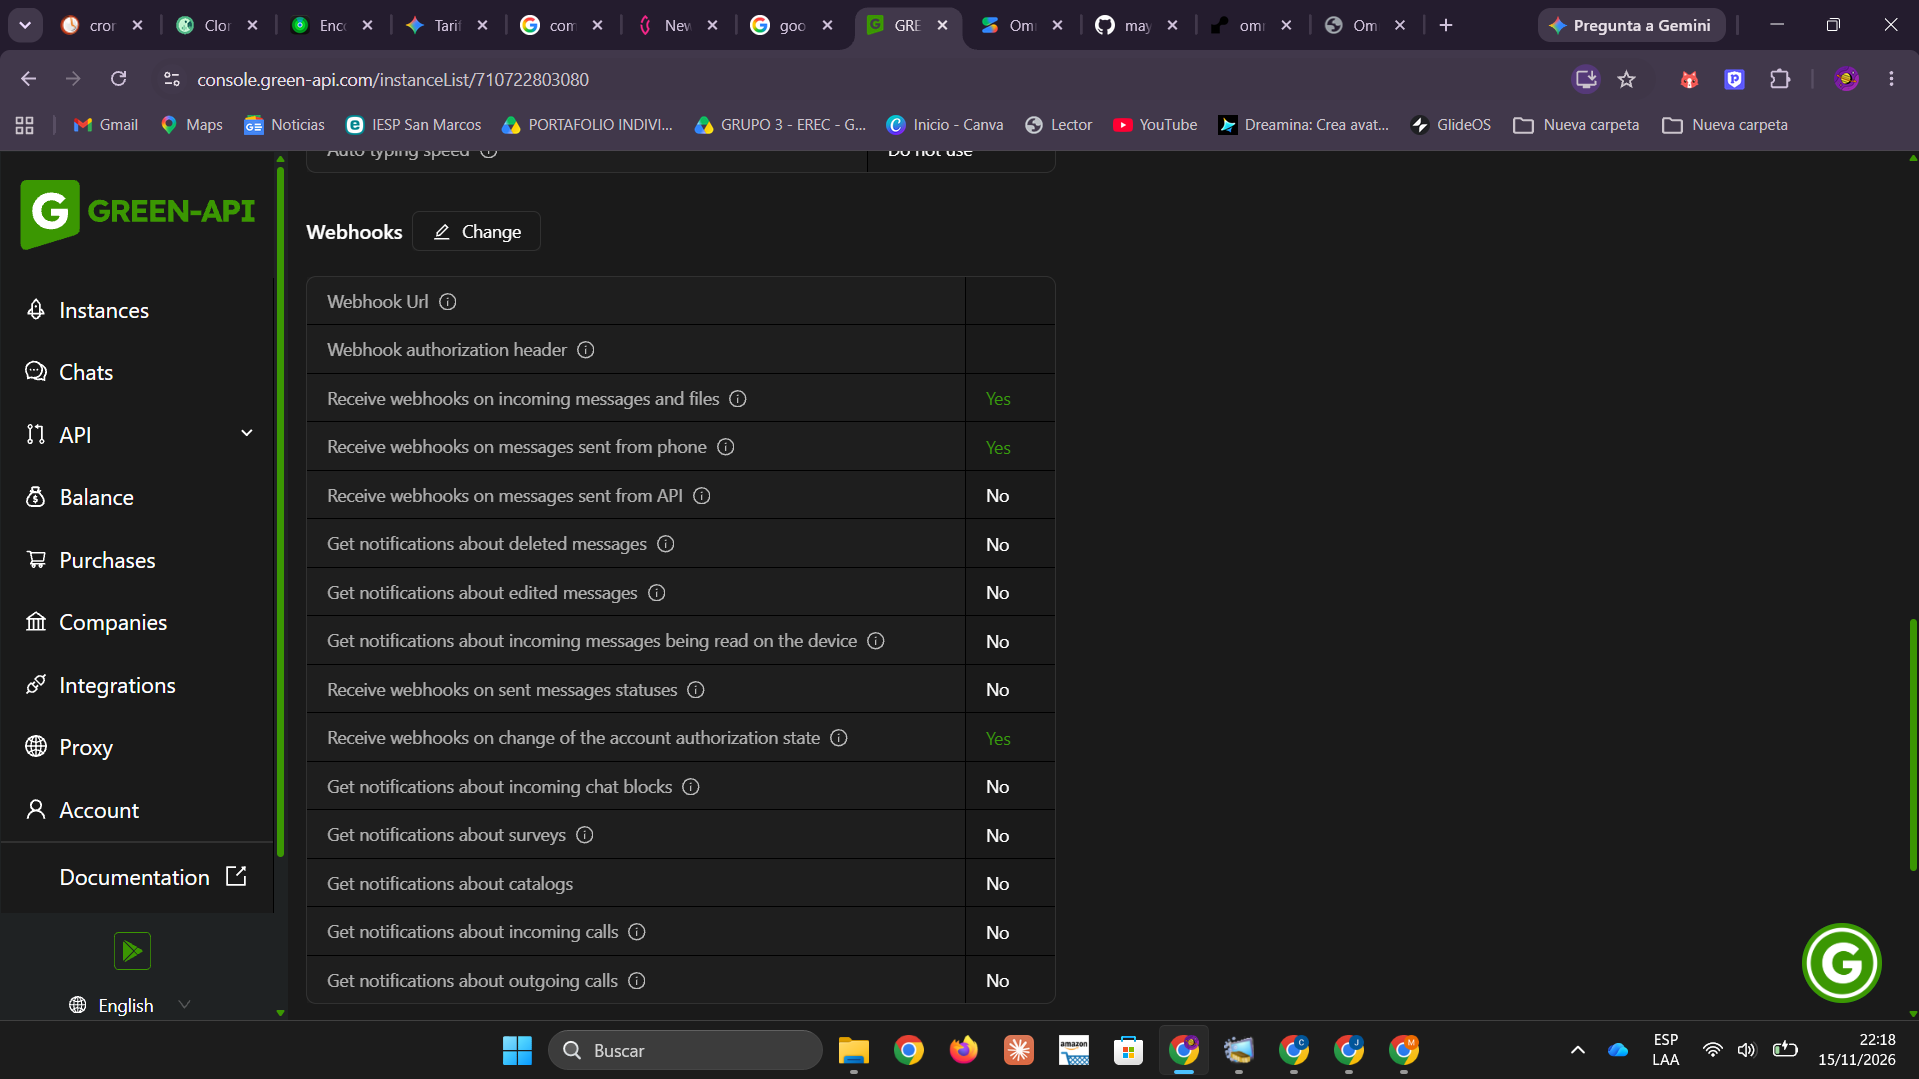 cror
Clor
Enc
Tarif
com
New
goo
GRE
Om
may
omr
Om
Pregunta a Gemini
console.green-api.com/instanceList/710722803080
Gmail
Maps
Noticias
IESP San Marcos
PORTAFOLIO INDIVI...
GRUPO 3 - EREC - G...
Inicio - Canva
Lector
YouTube
Dreamina: Crea avat...
GlideOS
Nueva carpeta
Nueva carpeta
GREEN-API
Instances
Chats
API
Balance
Purchases
Companies
Integrations
Proxy
Account
Documentation
English
Auto typing speed Do not use
Webhooks Change
Webhook Url
Webhook authorization header
Receive webhooks on incoming messages and files Yes
Receive webhooks on messages sent from phone Yes
Receive webhooks on messages sent from API No
Get notifications about deleted messages No
Get notifications about edited messages No
Get notifications about incoming messages being read on the device No
Receive webhooks on sent messages statuses No
Receive webhooks on change of the account authorization state Yes
Get notifications about incoming chat blocks No
Get notifications about surveys No
Get notifications about catalogs No
Get notifications about incoming calls No
Get notifications about outgoing calls No
Buscar
amazon
ESP
LAA
22:18
15/11/2026